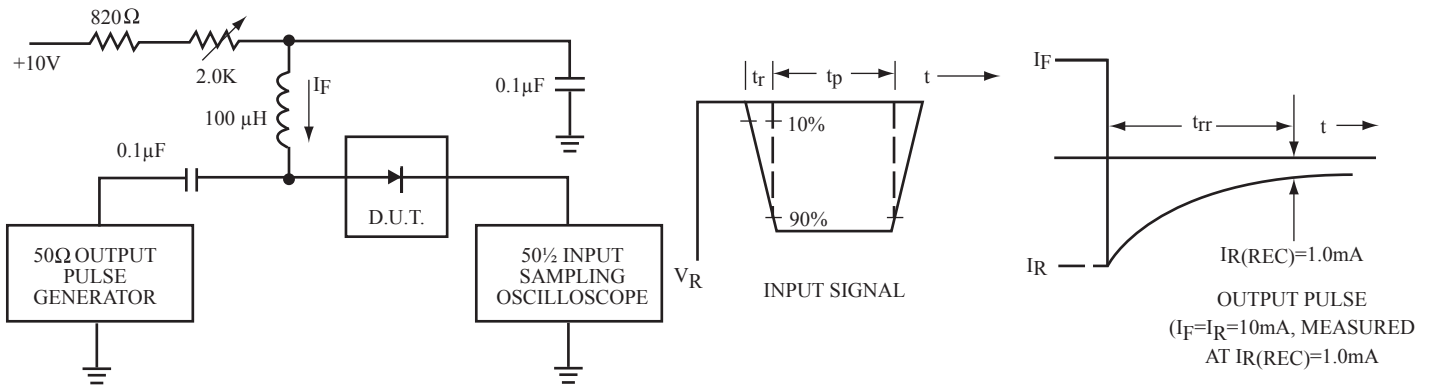 820Ω
+10V
2.0K
100 µH
IF
0.1µF
0.1µF
D.U.T.
50Ω OUTPUT
PULSE
GENERATOR
50½ INPUT
SAMPLING
OSCILLOSCOPE
tr
tp
t
10%
90%
VR
INPUT SIGNAL
IF
trr
t
IR
IR(REC)=1.0mA
OUTPUT PULSE
(IF=IR=10mA, MEASURED
AT IR(REC)=1.0mA